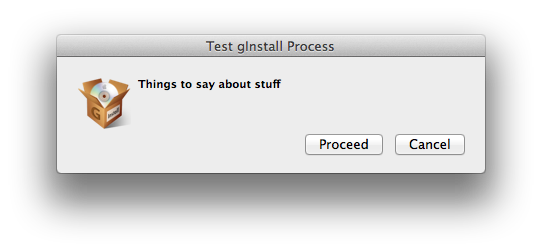 Test gInstall Process
Things to say about stuff
G
Proceed
Cancel